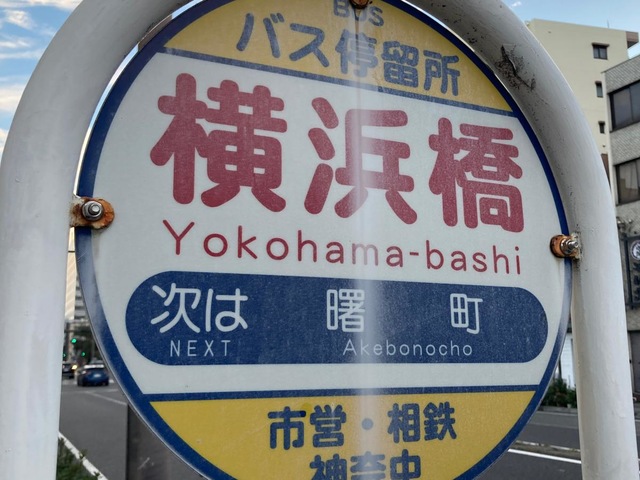 BUS
バス停留所
横浜橋
Yokohama-bashi
次は 曙町
NEXT Akebonocho
市営・相鉄
神奈中